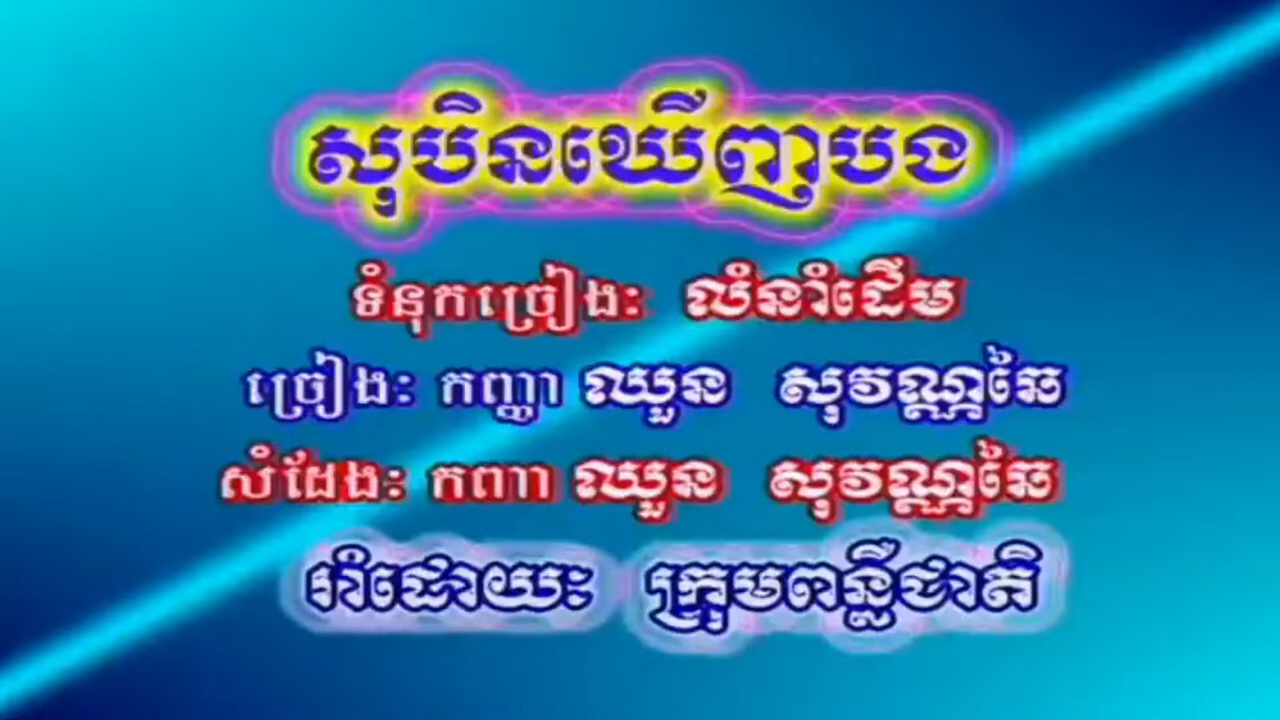 សុបិនឃើញបង
ទំនុកច្រៀង: លំនាំដើម
ច្រៀង: កញ្ញា ឈួន សុវណ្ណឆៃ
សំដែង: កញា ឈួន សុវណ្ណឆៃ
រាំដោយ: ក្រុមពន្លឺជាតិ